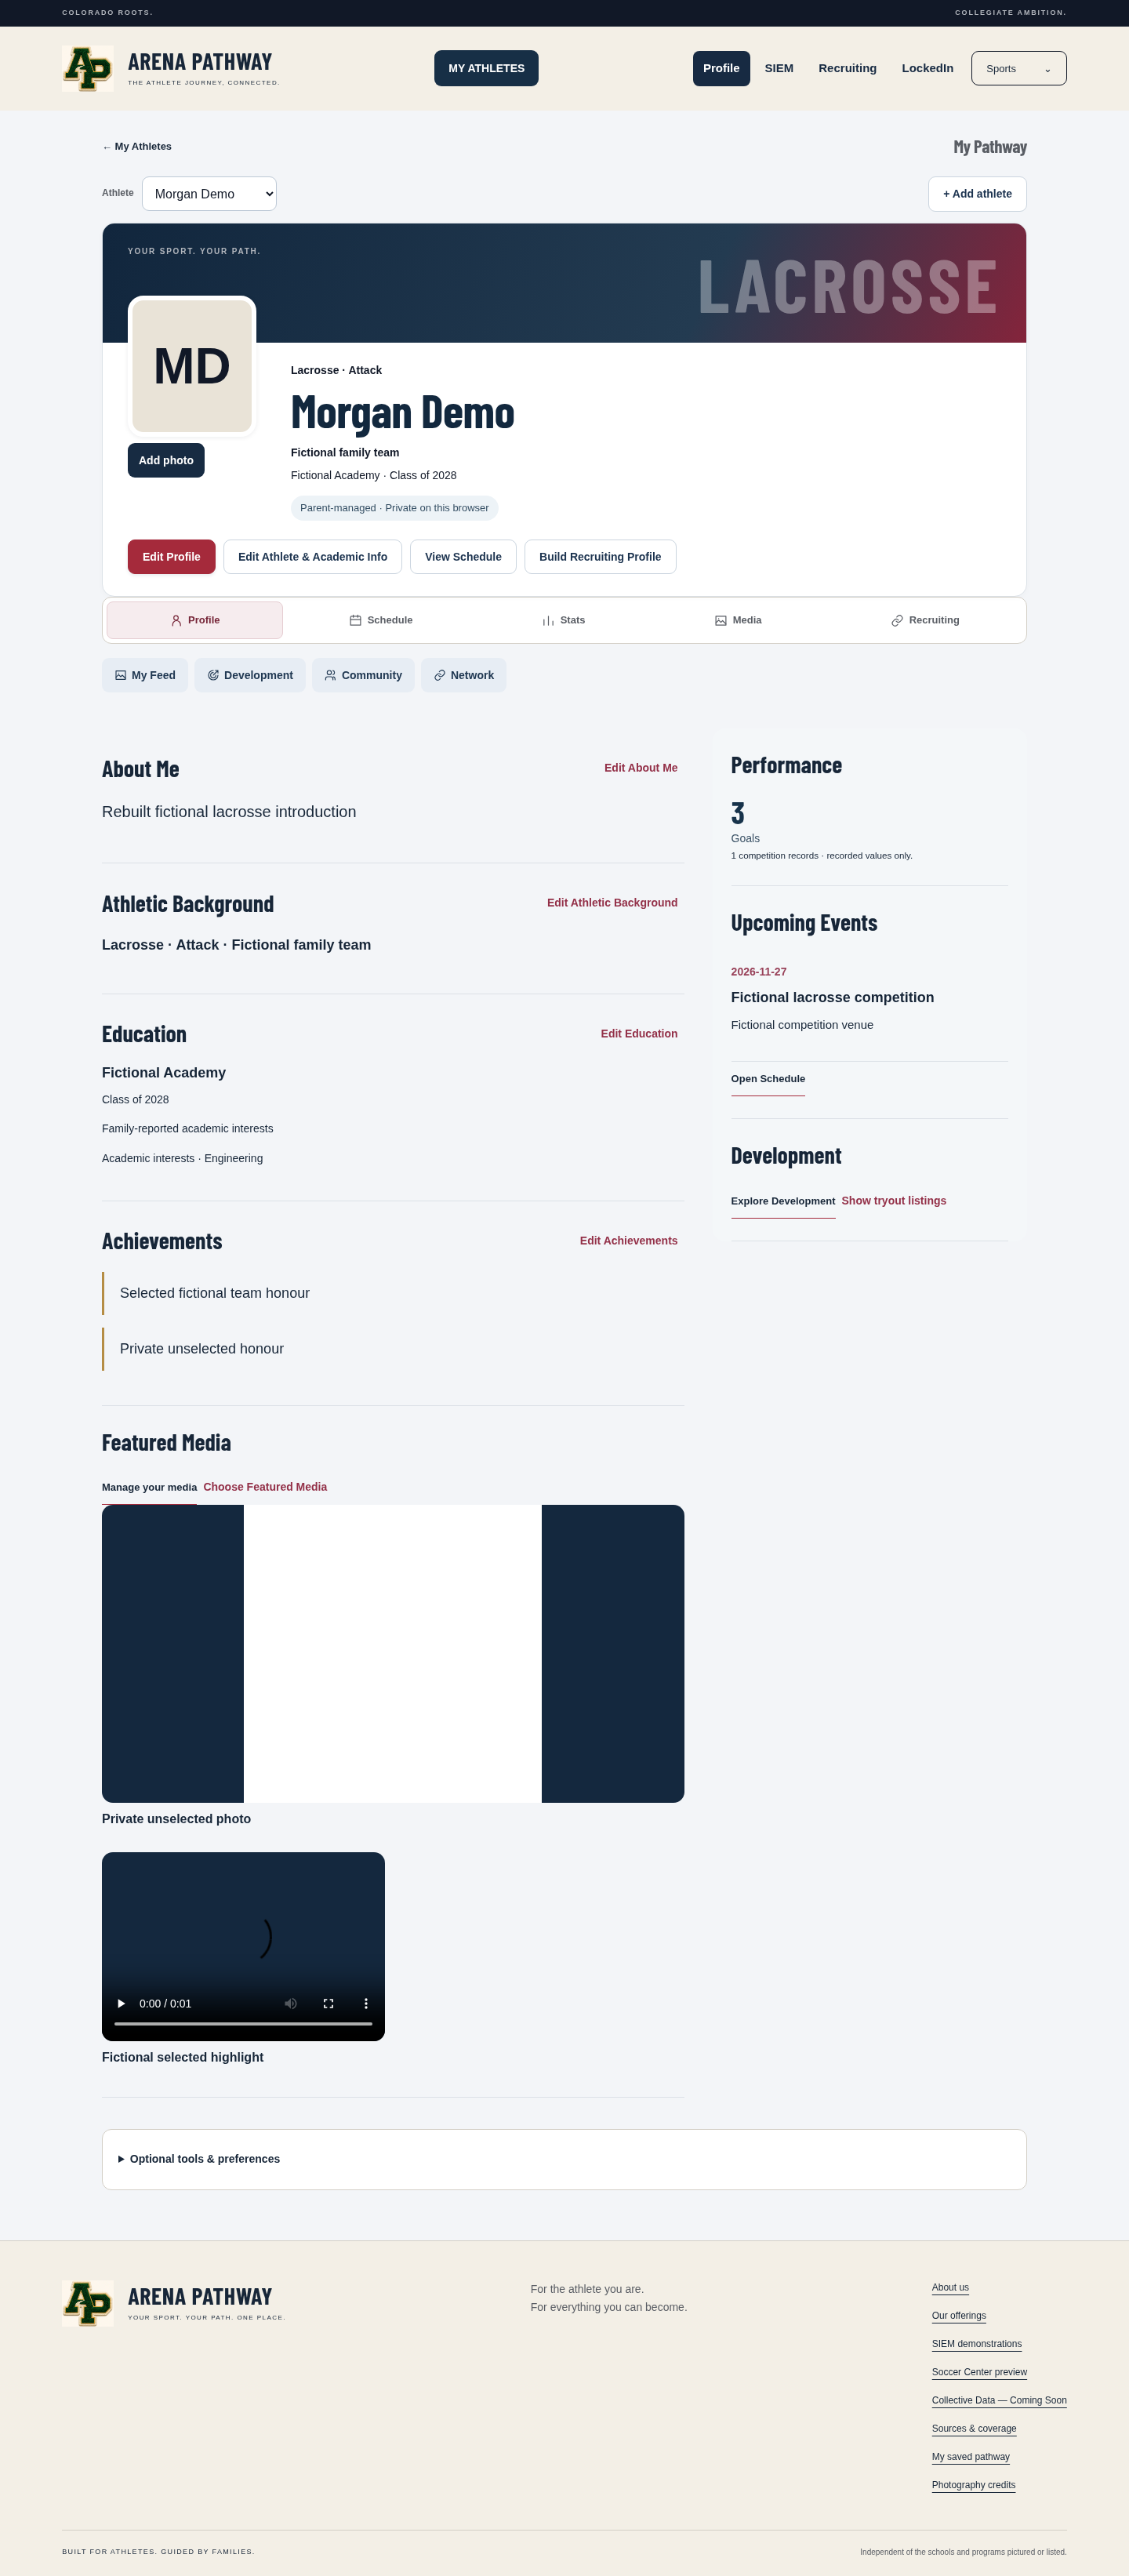 COLORADO ROOTS.
COLLEGIATE AMBITION.
AP
ARENA PATHWAY
THE ATHLETE JOURNEY, CONNECTED.
MY ATHLETES
Profile
SIEM
Recruiting
LockedIn
Sports
← My Athletes
My Pathway
Athlete
Morgan Demo
+ Add athlete
YOUR SPORT. YOUR PATH.
LACROSSE
MD
Lacrosse · Attack
Morgan Demo
Fictional family team
Add photo
Fictional Academy · Class of 2028
Parent-managed · Private on this browser
Edit Profile
Edit Athlete & Academic Info
View Schedule
Build Recruiting Profile
Profile
Schedule
Stats
Media
Recruiting
My Feed
Development
Community
Network
About Me
Edit About Me
Rebuilt fictional lacrosse introduction
Athletic Background
Edit Athletic Background
Lacrosse · Attack · Fictional family team
Education
Edit Education
Fictional Academy
Class of 2028
Family-reported academic interests
Academic interests · Engineering
Achievements
Edit Achievements
Selected fictional team honour
Private unselected honour
Featured Media
Manage your media
Choose Featured Media
Private unselected photo
0:00 / 0:01
Fictional selected highlight
Performance
3
Goals
1 competition records · recorded values only.
Upcoming Events
2026-11-27
Fictional lacrosse competition
Fictional competition venue
Open Schedule
Development
Explore Development
Show tryout listings
Optional tools & preferences
AP
ARENA PATHWAY
YOUR SPORT. YOUR PATH. ONE PLACE.
For the athlete you are.
For everything you can become.
About us
Our offerings
SIEM demonstrations
Soccer Center preview
Collective Data — Coming Soon
Sources & coverage
My saved pathway
Photography credits
BUILT FOR ATHLETES. GUIDED BY FAMILIES.
Independent of the schools and programs pictured or listed.